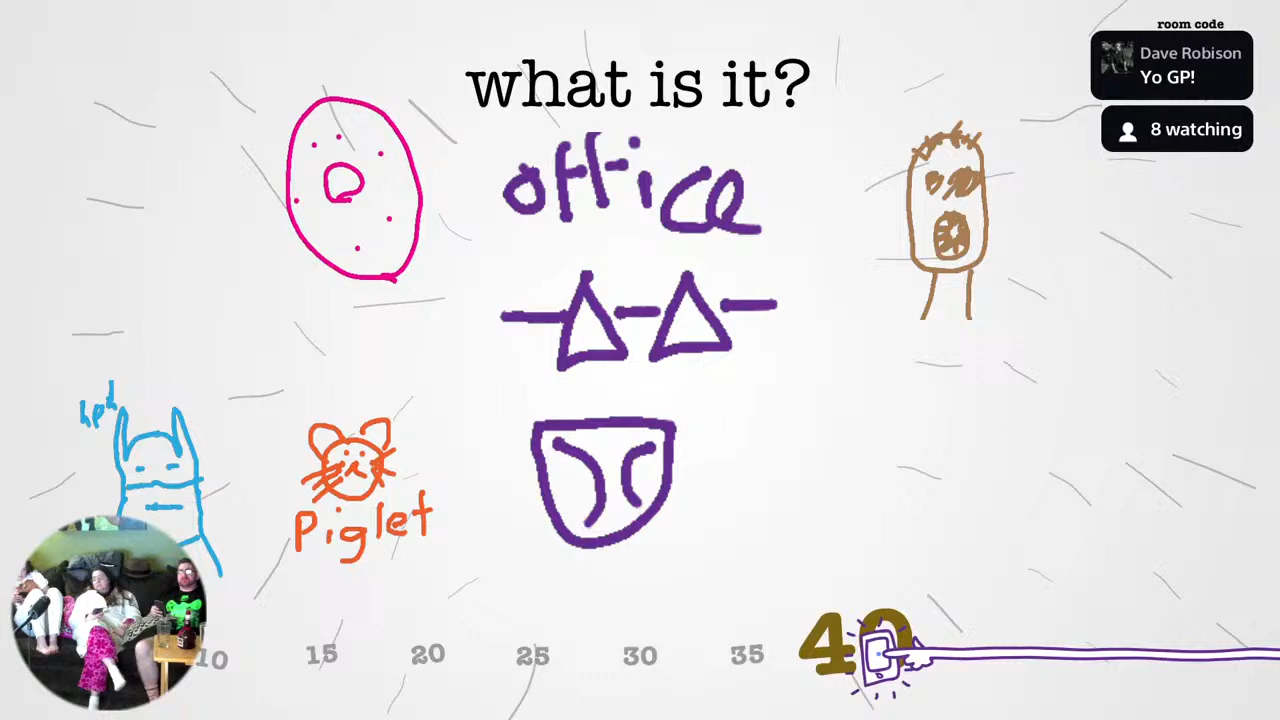 room code
Dave Robison
Yo GP!
8 watching
what is it?
office
Piglet
10 15 20 25 30 35 40